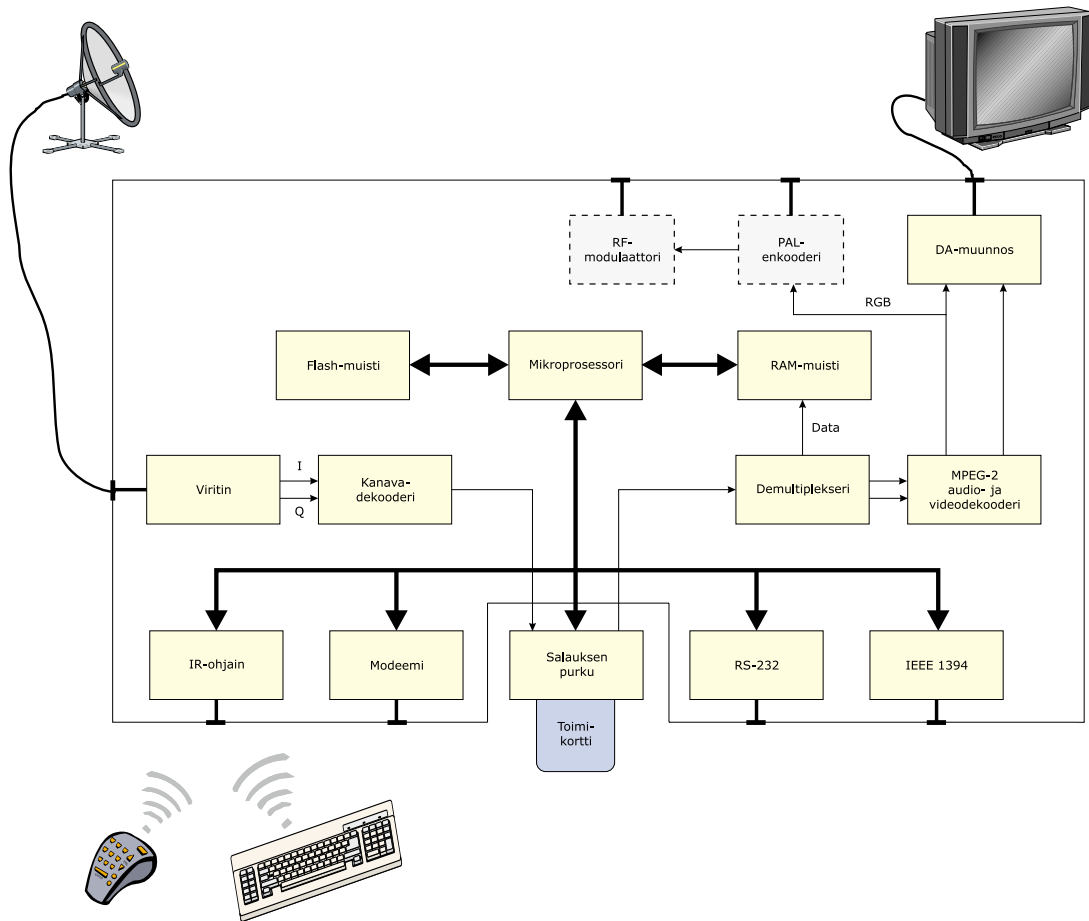 RF-
modulaattori
PAL-
enkooderi
DA-muunnos
RGB
Flash-muisti
Mikroprosessori
RAM-muisti
Data
Viritin
I
Q
Kanava-
dekooderi
Demultiplekseri
MPEG-2
audio- ja
videodekooderi
IR-ohjain
Modeemi
Salauksen
purku
RS-232
IEEE 1394
Toimi-
kortti